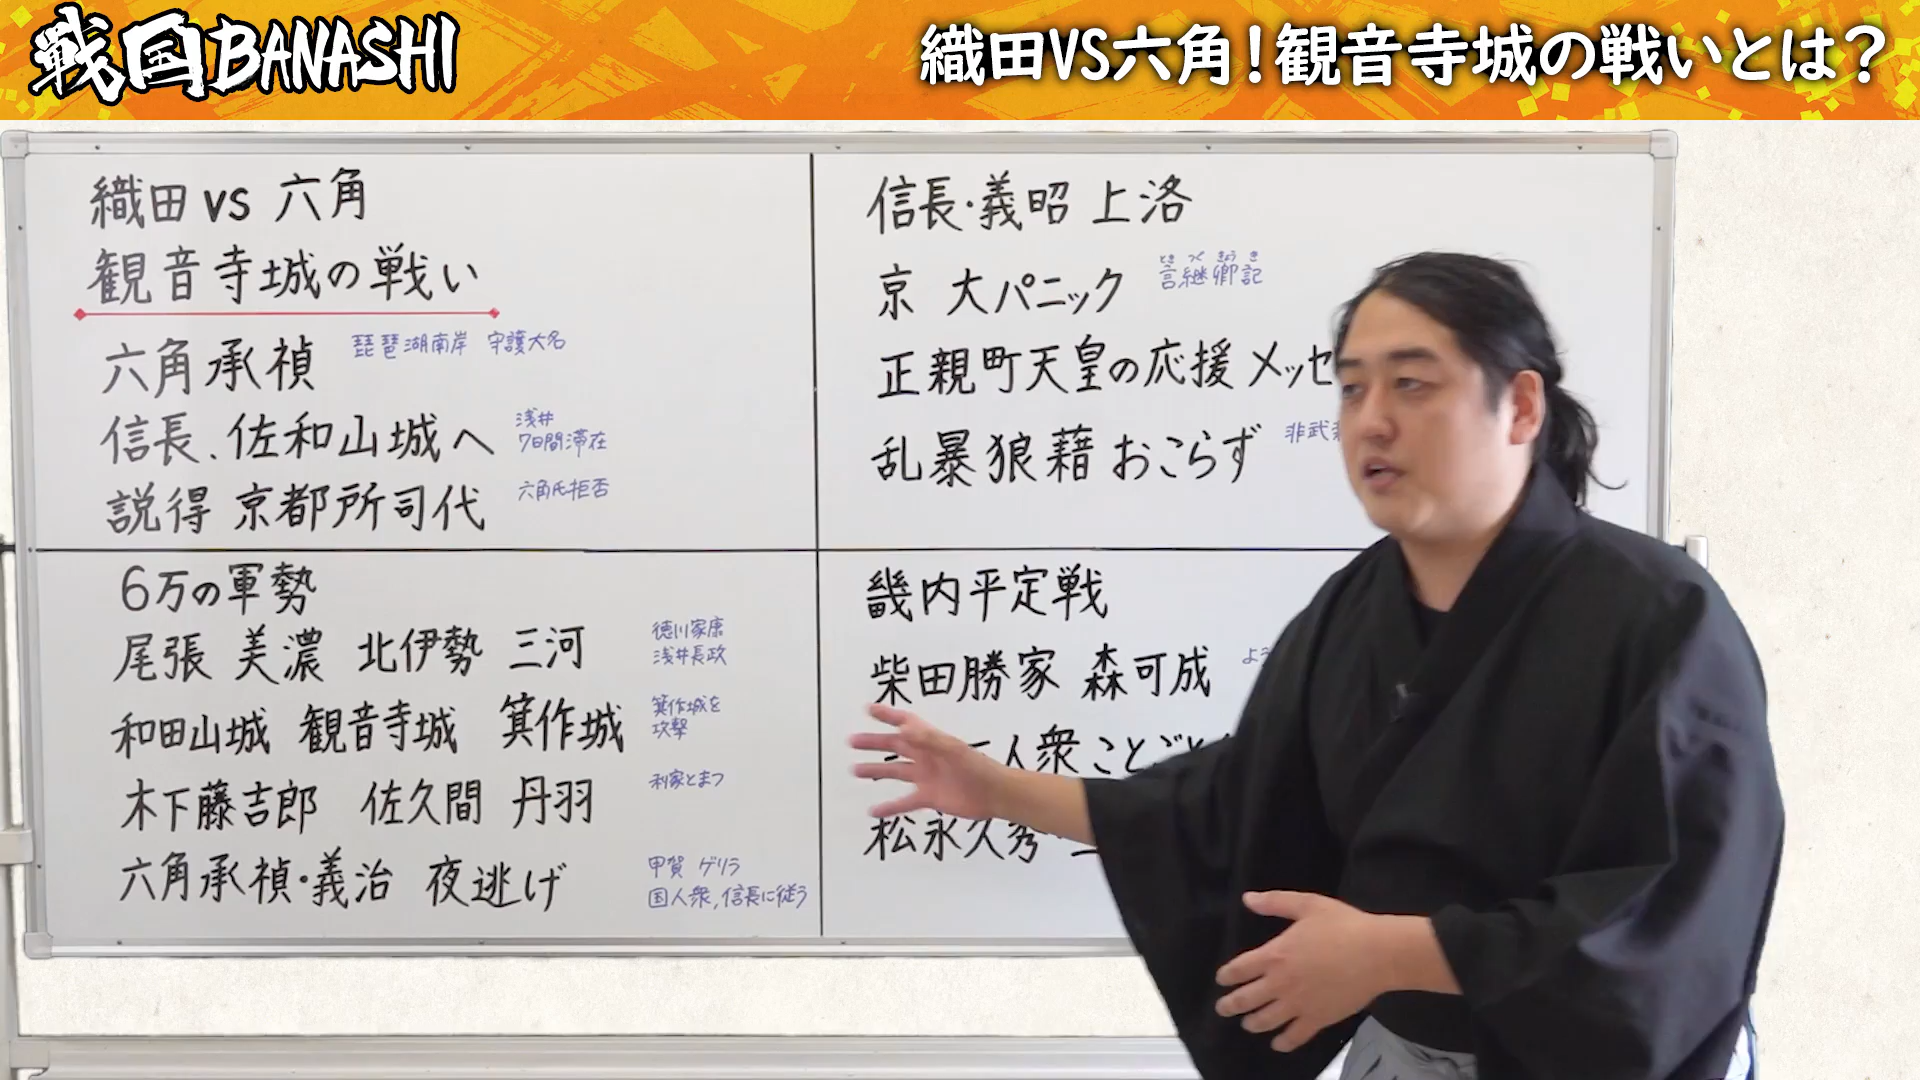 戦国BANASHI
織田VS六角！観音寺城の戦いとは？
織田 vs 六角
観音寺城の戦い
六角承禎 琵琶湖南岸 守護大名
信長、佐和山城へ 浅井 7日間滞在
説得 京都所司代 六角氏拒否
6万の軍勢
尾張 美濃 北伊勢 三河 徳川家康 浅井長政
和田山城 観音寺城 箕作城 箕作城を攻撃
木下藤吉郎 佐久間 丹羽 利家とまつ
六角承禎・義治 夜逃げ 甲賀 ゲリラ
国人衆,信長に従う
信長・義昭 上洛
京 大パニック 言継卿記 ときつぐきょうき
正親町天皇の応援 メッセ
乱暴狼藉 おこらず 非武
畿内平定戦
柴田勝家 森可成
人衆 ことごと
松永久秀